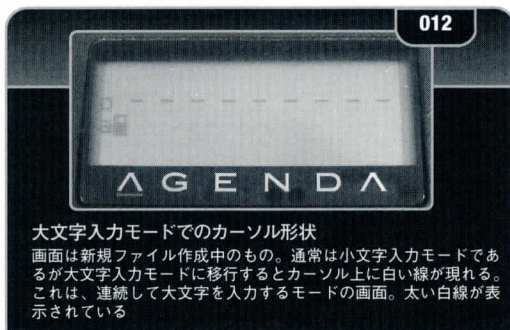 012
AGENDA
大文字入力モードでのカーソル形状
画面は新規ファイル作成中のもの。通常は小文字入力モードであ
るが大文字入力モードに移行するとカーソル上に白い線が現れる。
これは、連続して大文字を入力するモードの画面。太い白線が表
示されている